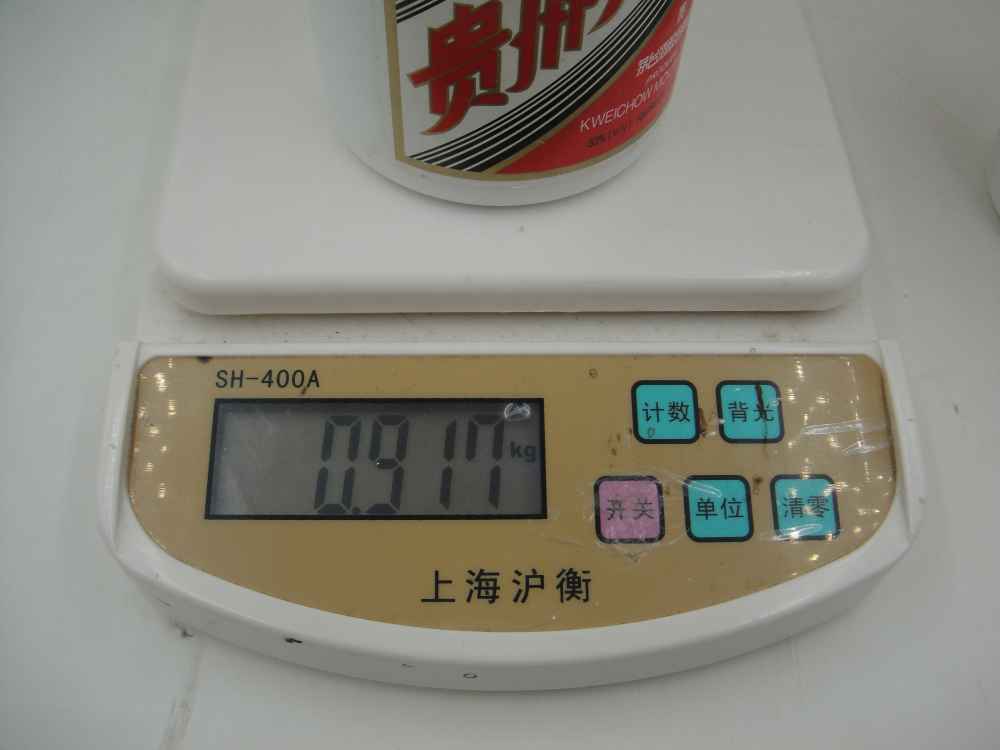 贵州
KWEICHOW MO
SH-400A
0.917 kg
计数 背光
开关 单位 清零
上海沪衡